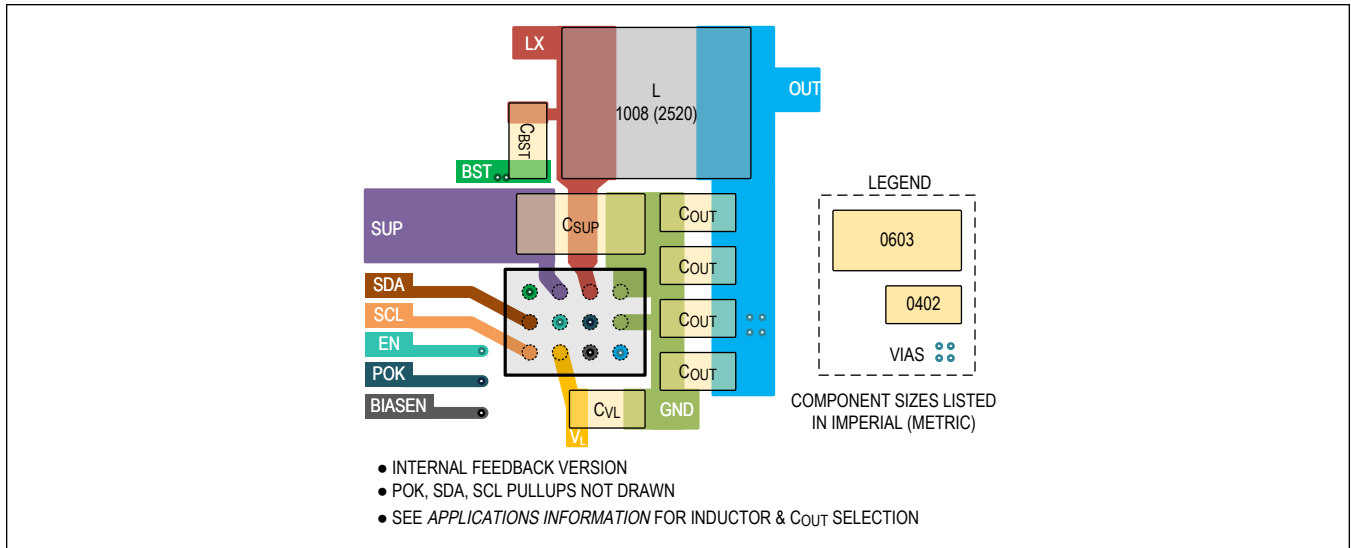 LX
L
1008 (2520)
OUT
CBST
BST
SUP
CSUP
COUT
COUT
COUT
COUT
SDA
SCL
EN
POK
BIASEN
CVL
GND
VL
LEGEND
0603
0402
VIAS
COMPONENT SIZES LISTED
IN IMPERIAL (METRIC)
● INTERNAL FEEDBACK VERSION
● POK, SDA, SCL PULLUPS NOT DRAWN
● SEE APPLICATIONS INFORMATION FOR INDUCTOR & COUT SELECTION